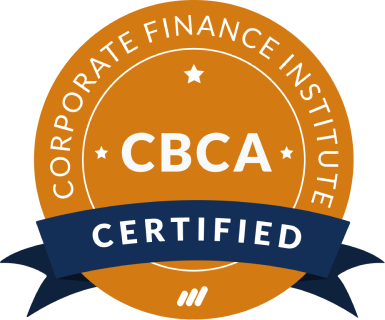 CORPORATE FINANCE INSTITUTE
CBCA
CERTIFIED